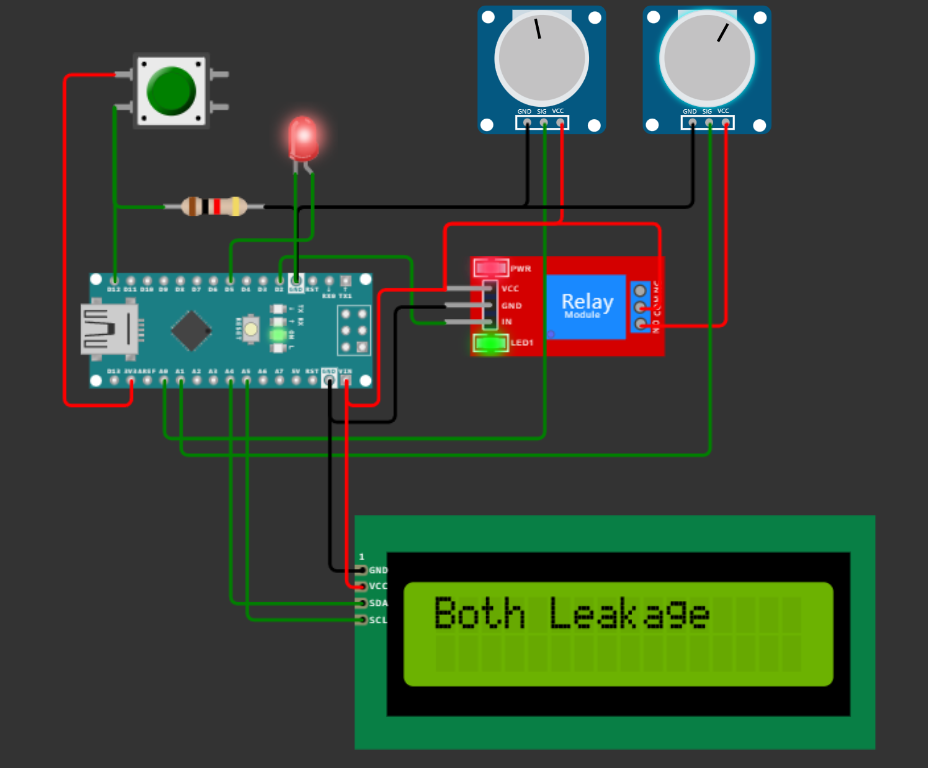 GND SIG VCC
GND SIG VCC
D12 D11 D10 D9 D8 D7 D6 D5 D4 D3 D2 GND RST
RX0 TX1
RESET
TX RX
L
PWR
VCC
GND
IN
LED1
Relay
Module
NO COM NC
D13 3V3 AREF A0 A1 A2 A3 A4 A5 A6 A7 5V RST GND VIN
1
GND
VCC
SDA
SCL
Both Leakage